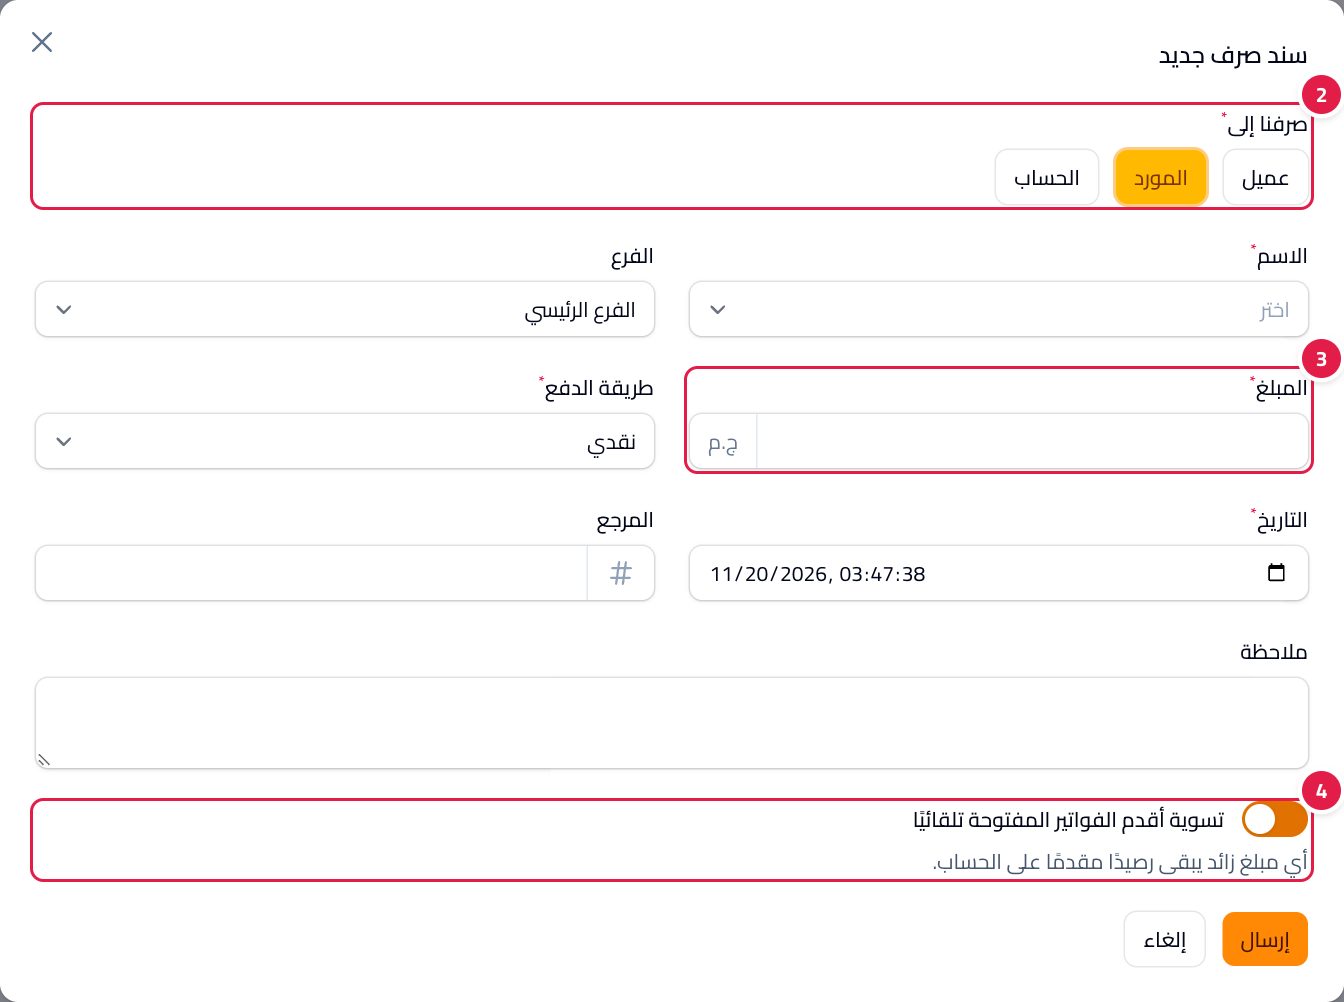 سند صرف جديد
2
صرفنا إلى*
عميل
المورد
الحساب
الاسم*
الفرع
اختر
الفرع الرئيسي
3
المبلغ*
طريقة الدفع*
ج.م
نقدي
التاريخ*
المرجع
11/20/2026, 03:47:38
#
ملاحظة
4
تسوية أقدم الفواتير المفتوحة تلقائيًا
أي مبلغ زائد يبقى رصيدًا مقدمًا على الحساب.
إرسال
إلغاء